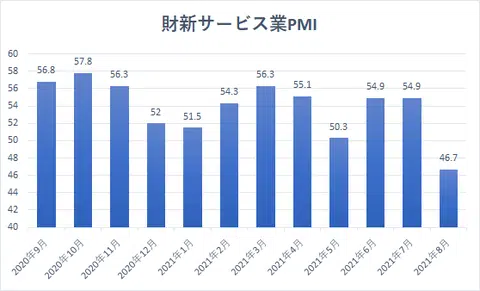 財新サービス業PMI
60
58
56
54
52
50
48
46
44
42
40
56.8
57.8
56.3
52
51.5
54.3
56.3
55.1
50.3
54.9
54.9
46.7
2020年9月
2020年10月
2020年11月
2020年12月
2021年1月
2021年2月
2021年3月
2021年4月
2021年5月
2021年6月
2021年7月
2021年8月